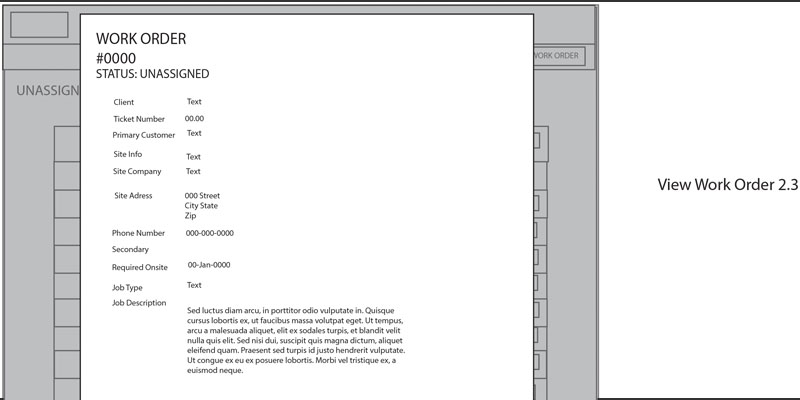 WORK ORDER
#0000
STATUS: UNASSIGNED
WORK ORDER
UNASSIGN
Client Text
Ticket Number 00.00
Primary Customer Text
Site Info Text
Site Company Text
Site Adress 000 Street
City State
Zip
Phone Number 000-000-0000
Secondary
Required Onsite 00-Jan-0000
Job Type Text
Job Description
Sed luctus diam arcu, in porttitor odio vulputate in. Quisque
cursus lobortis ex, ut faucibus massa volutpat eget. Ut tempus,
arcu a malesuada aliquet, elit ex sodales turpis, et blandit velit
nulla quis elit. Sed nisi dui, suscipit quis magna dictum, aliquet
eleifend quam. Praesent sed turpis id justo hendrerit vulputate.
Ut congue ex eu ex posuere lobortis. Morbi vel tristique ex, a
euismod neque.
View Work Order 2.3